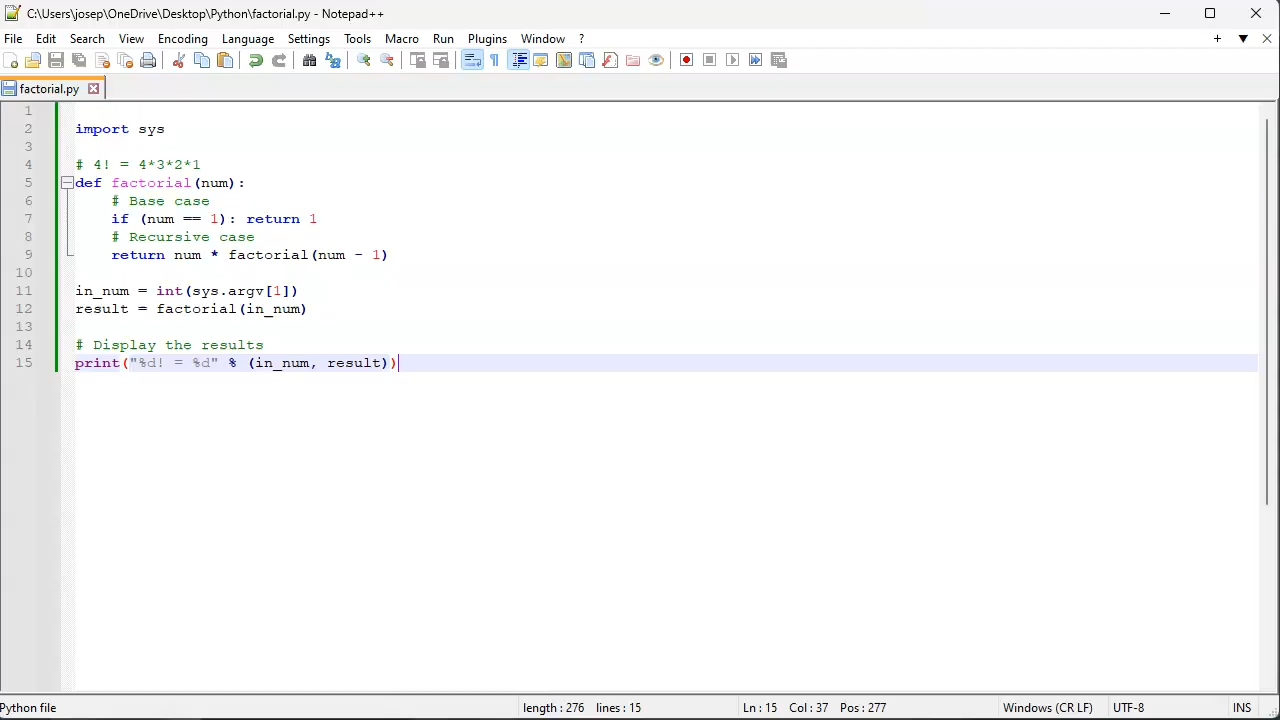 C:\Users\josep\OneDrive\Desktop\Python\factorial.py - Notepad++
File Edit Search View Encoding Language Settings Tools Macro Run Plugins Window ?
factorial.py
1
2 import sys
3
4 # 4! = 4*3*2*1
5 def factorial(num):
6     # Base case
7     if (num == 1): return 1
8     # Recursive case
9     return num * factorial(num - 1)
10
11 in_num = int(sys.argv[1])
12 result = factorial(in_num)
13
14 # Display the results
15 print("%d! = %d" % (in_num, result))
Python file length : 276 lines : 15 Ln : 15 Col : 37 Pos : 277 Windows (CR LF) UTF-8 INS